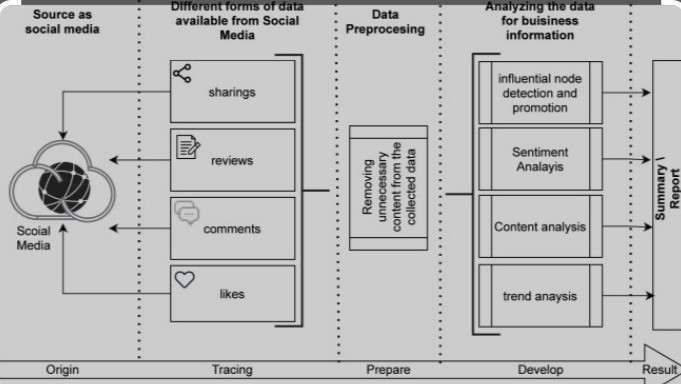 Source as
social media
DIfferent forms of data
available from Social
Media
Data
Preprocesing
Analyzing the data
for buisiness
information
sharings
reviews
comments
likes
Scoial
Media
Removing
unnecessary
content from the
collected data
influential node
detection and
promotion
Sentiment
Analayis
Content analysis
trend anaysis
Summary
Report
Origin
Tracing
Prepare
Develop
Result